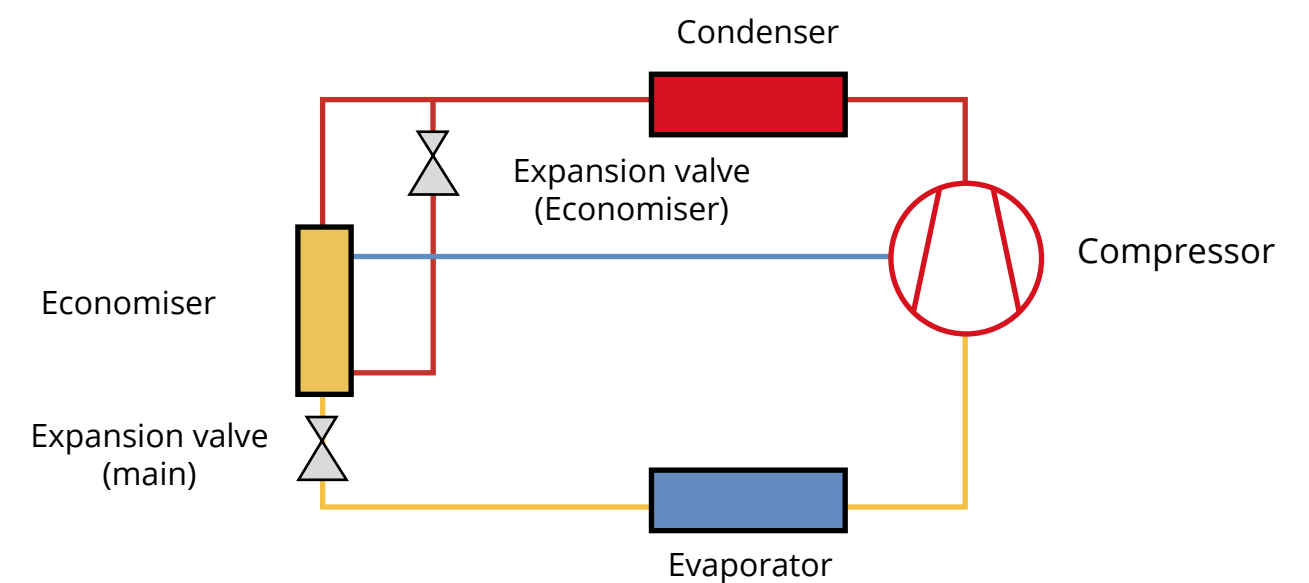 Condenser
Expansion valve
(Economiser)
Compressor
Economiser
Expansion valve
(main)
Evaporator